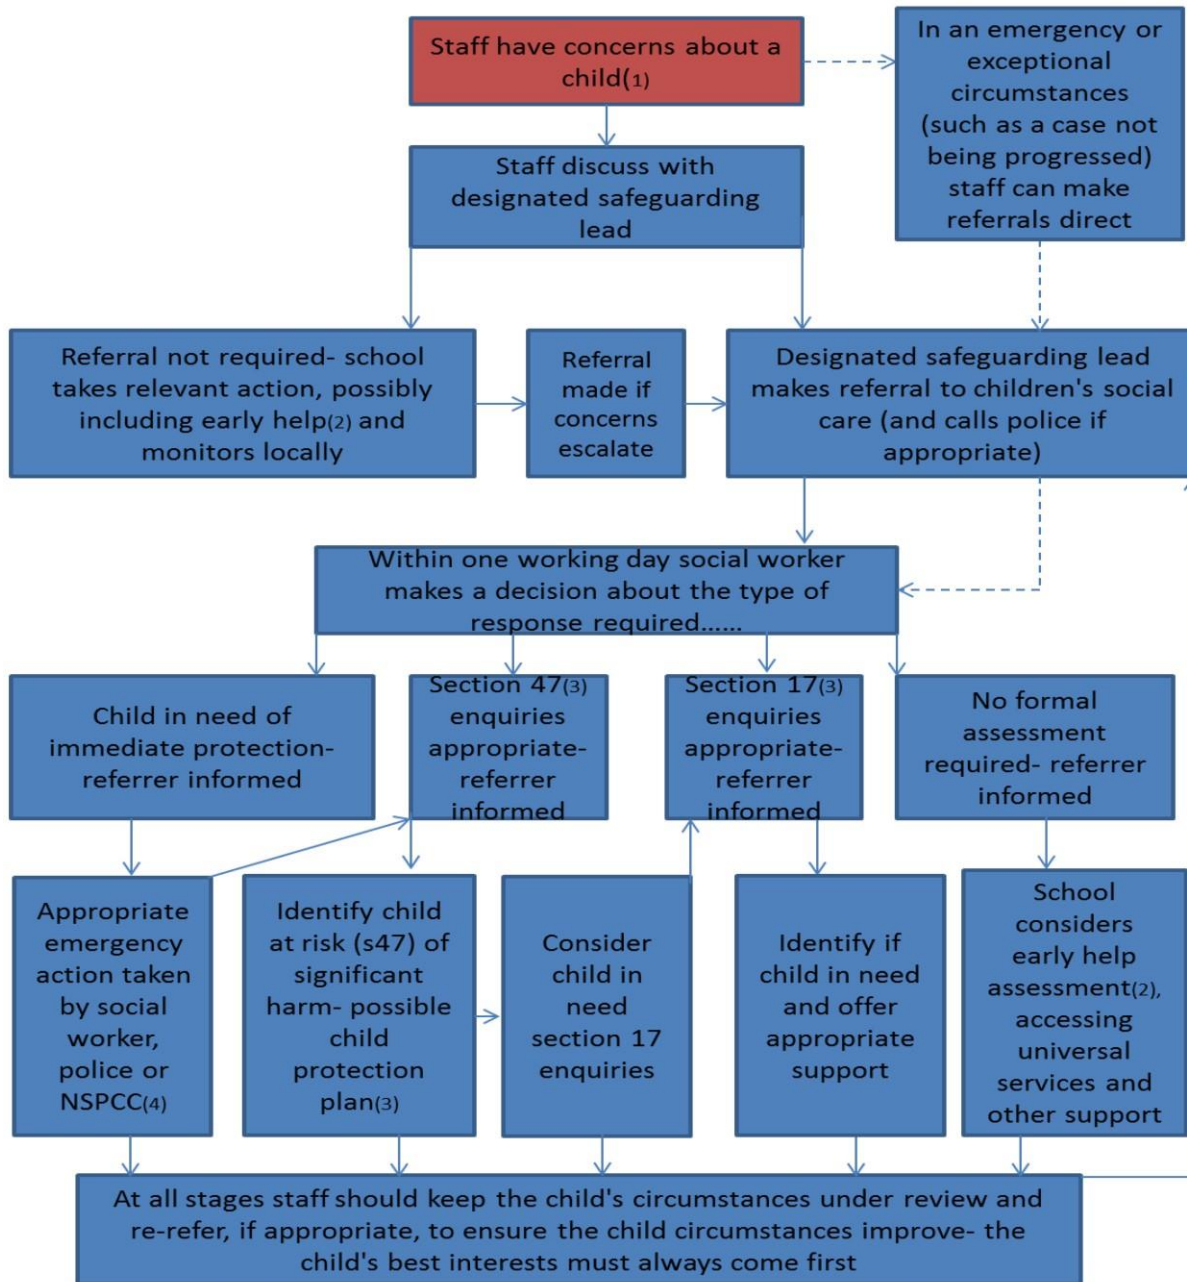 Staff have concerns about a
child(1)
In an emergency or
exceptional
circumstances
(such as a case not
being progressed)
staff can make
referrals direct
Staff discuss with
designated safeguarding
lead
Referral not required- school
takes relevant action, possibly
including early help(2) and
monitors locally
Referral
made if
concerns
escalate
Designated safeguarding lead
makes referral to children's social
care (and calls police if
appropriate)
Within one working day social worker
makes a decision about the type of
response required......
Child in need of
immediate protection-
referrer informed
Section 47(3)
enquiries
appropriate-
referrer
informed
Section 17(3)
enquiries
appropriate-
referrer
informed
No formal
assessment
required- referrer
informed
Appropriate
emergency
action taken
by social
worker,
police or
NSPCC(4)
Identify child
at risk (s47) of
significant
harm- possible
child
protection
plan(3)
Consider
child in
need
section 17
enquiries
Identify if
child in need
and offer
appropriate
support
School
considers
early help
assessment(2),
accessing
universal
services and
other support
At all stages staff should keep the child's circumstances under review and
re-refer, if appropriate, to ensure the child circumstances improve- the
child's best interests must always come first